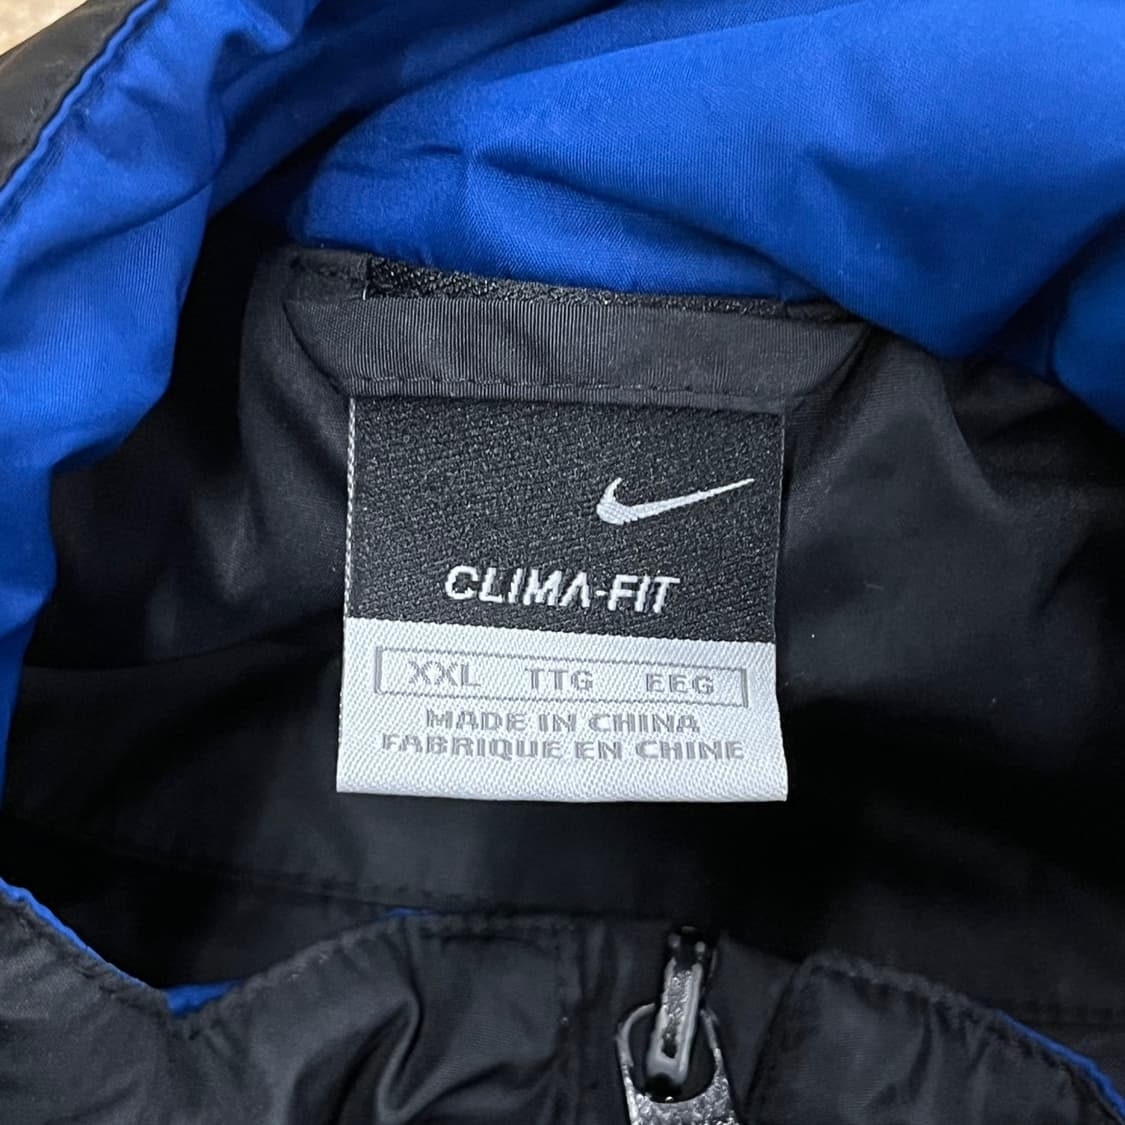 CLIMA-FIT
XXL TTG EEG
MADE IN CHINA
FABRIQUE EN CHINE